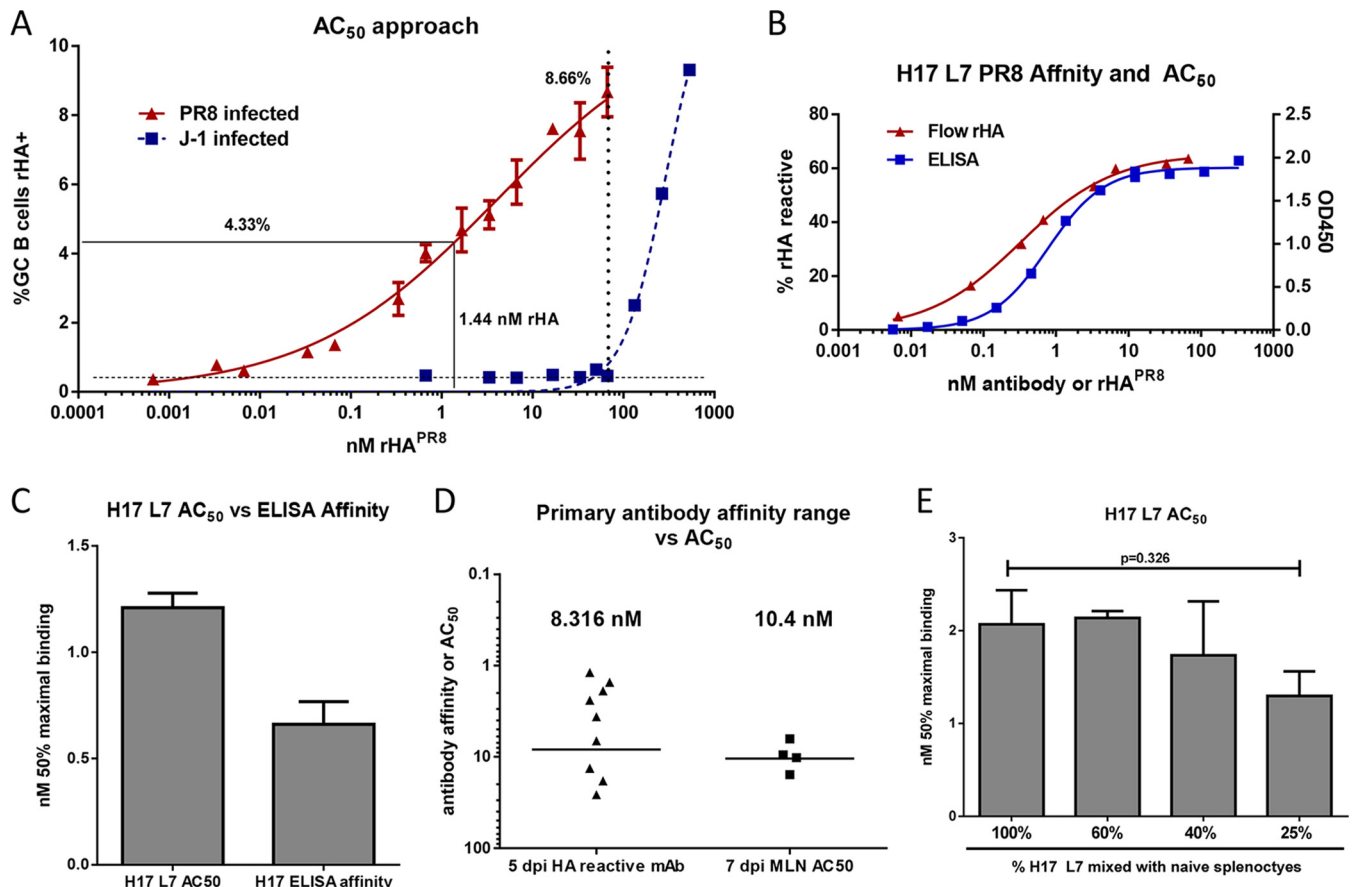 A
AC50 approach
%GC B cells rHA+
10
8
6
4
2
0
PR8 infected
J-1 infected
8.66%
4.33%
1.44 nM rHA
0.0001
0.001
0.01
0.1
1
10
100
1000
nM rHAPR8
B
H17 L7 PR8 Affnity and AC50
% rHA reactive
80
60
40
20
0
Flow rHA
ELISA
2.5
2.0
1.5
1.0
0.5
0.0
OD450
0.001
0.01
0.1
1
10
100
1000
nM antibody or rHAPR8
C
H17 L7 AC50 vs ELISA Affinity
nM 50% maximal binding
1.5
1.0
0.5
0.0
H17 L7 AC50
H17 ELISA affinity
D
Primary antibody affinity range
vs AC50
antibody affinity or AC50
0.1
1
10
100
8.316 nM
10.4 nM
5 dpi HA reactive mAb
7 dpi MLN AC50
E
H17 L7 AC50
nM 50% maximal binding
3
2
1
0
p=0.326
100%
60%
40%
25%
% H17 L7 mixed with naive splenoctyes